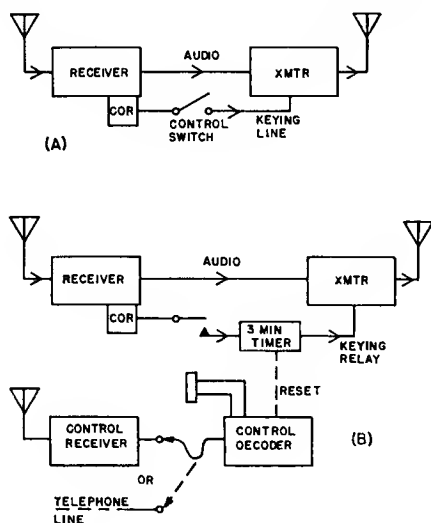 RECEIVER
AUDIO
XMTR
COR
CONTROL
SWITCH
KEYING
LINE
(A)
RECEIVER
AUDIO
XMTR
COR
3 MIN
TIMER
KEYING
RELAY
RESET
CONTROL
RECEIVER
OR
CONTROL
OECODER
(B)
TELEPHONE
LINE